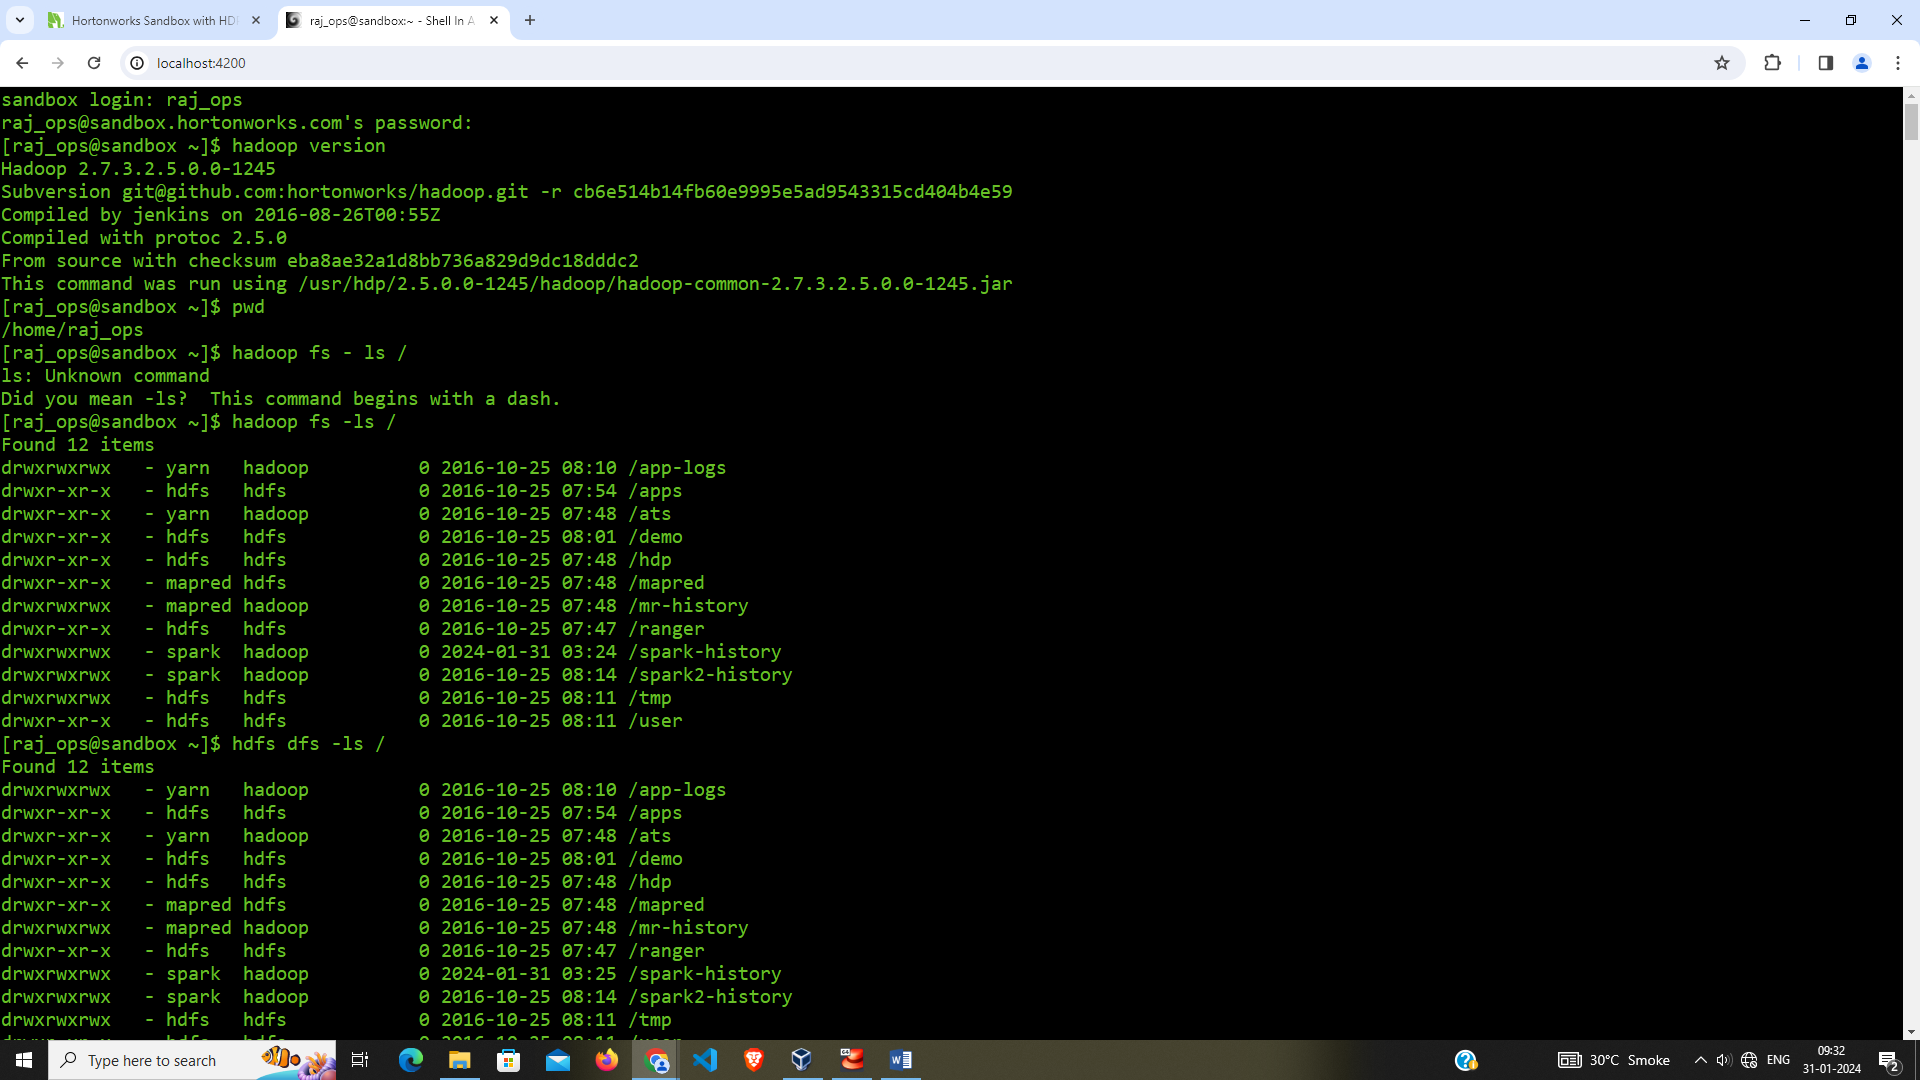 Hortonworks Sandbox with HD
raj_ops@sandbox:~ - Shell In A
localhost:4200
sandbox login: raj_ops
raj_ops@sandbox.hortonworks.com's password:
[raj_ops@sandbox ~]$ hadoop version
Hadoop 2.7.3.2.5.0.0-1245
Subversion git@github.com:hortonworks/hadoop.git -r cb6e514b14fb60e9995e5ad9543315cd404b4e59
Compiled by jenkins on 2016-08-26T00:55Z
Compiled with protoc 2.5.0
From source with checksum eba8ae32a1d8bb736a829d9dc18dddc2
This command was run using /usr/hdp/2.5.0.0-1245/hadoop/hadoop-common-2.7.3.2.5.0.0-1245.jar
[raj_ops@sandbox ~]$ pwd
/home/raj_ops
[raj_ops@sandbox ~]$ hadoop fs - ls /
ls: Unknown command
Did you mean -ls?  This command begins with a dash.
[raj_ops@sandbox ~]$ hadoop fs -ls /
Found 12 items
drwxrwxrwx   - yarn   hadoop          0 2016-10-25 08:10 /app-logs
drwxr-xr-x   - hdfs   hdfs            0 2016-10-25 07:54 /apps
drwxr-xr-x   - yarn   hadoop          0 2016-10-25 07:48 /ats
drwxr-xr-x   - hdfs   hdfs            0 2016-10-25 08:01 /demo
drwxr-xr-x   - hdfs   hdfs            0 2016-10-25 07:48 /hdp
drwxr-xr-x   - mapred hdfs            0 2016-10-25 07:48 /mapred
drwxrwxrwx   - mapred hadoop          0 2016-10-25 07:48 /mr-history
drwxr-xr-x   - hdfs   hdfs            0 2016-10-25 07:47 /ranger
drwxrwxrwx   - spark  hadoop          0 2024-01-31 03:24 /spark-history
drwxrwxrwx   - spark  hadoop          0 2016-10-25 08:14 /spark2-history
drwxrwxrwx   - hdfs   hdfs            0 2016-10-25 08:11 /tmp
drwxr-xr-x   - hdfs   hdfs            0 2016-10-25 08:11 /user
[raj_ops@sandbox ~]$ hdfs dfs -ls /
Found 12 items
drwxrwxrwx   - yarn   hadoop          0 2016-10-25 08:10 /app-logs
drwxr-xr-x   - hdfs   hdfs            0 2016-10-25 07:54 /apps
drwxr-xr-x   - yarn   hadoop          0 2016-10-25 07:48 /ats
drwxr-xr-x   - hdfs   hdfs            0 2016-10-25 08:01 /demo
drwxr-xr-x   - hdfs   hdfs            0 2016-10-25 07:48 /hdp
drwxr-xr-x   - mapred hdfs            0 2016-10-25 07:48 /mapred
drwxrwxrwx   - mapred hadoop          0 2016-10-25 07:48 /mr-history
drwxr-xr-x   - hdfs   hdfs            0 2016-10-25 07:47 /ranger
drwxrwxrwx   - spark  hadoop          0 2024-01-31 03:25 /spark-history
drwxrwxrwx   - spark  hadoop          0 2016-10-25 08:14 /spark2-history
drwxrwxrwx   - hdfs   hdfs            0 2016-10-25 08:11 /tmp
Type here to search
30°C Smoke
ENG
09:32
31-01-2024
2